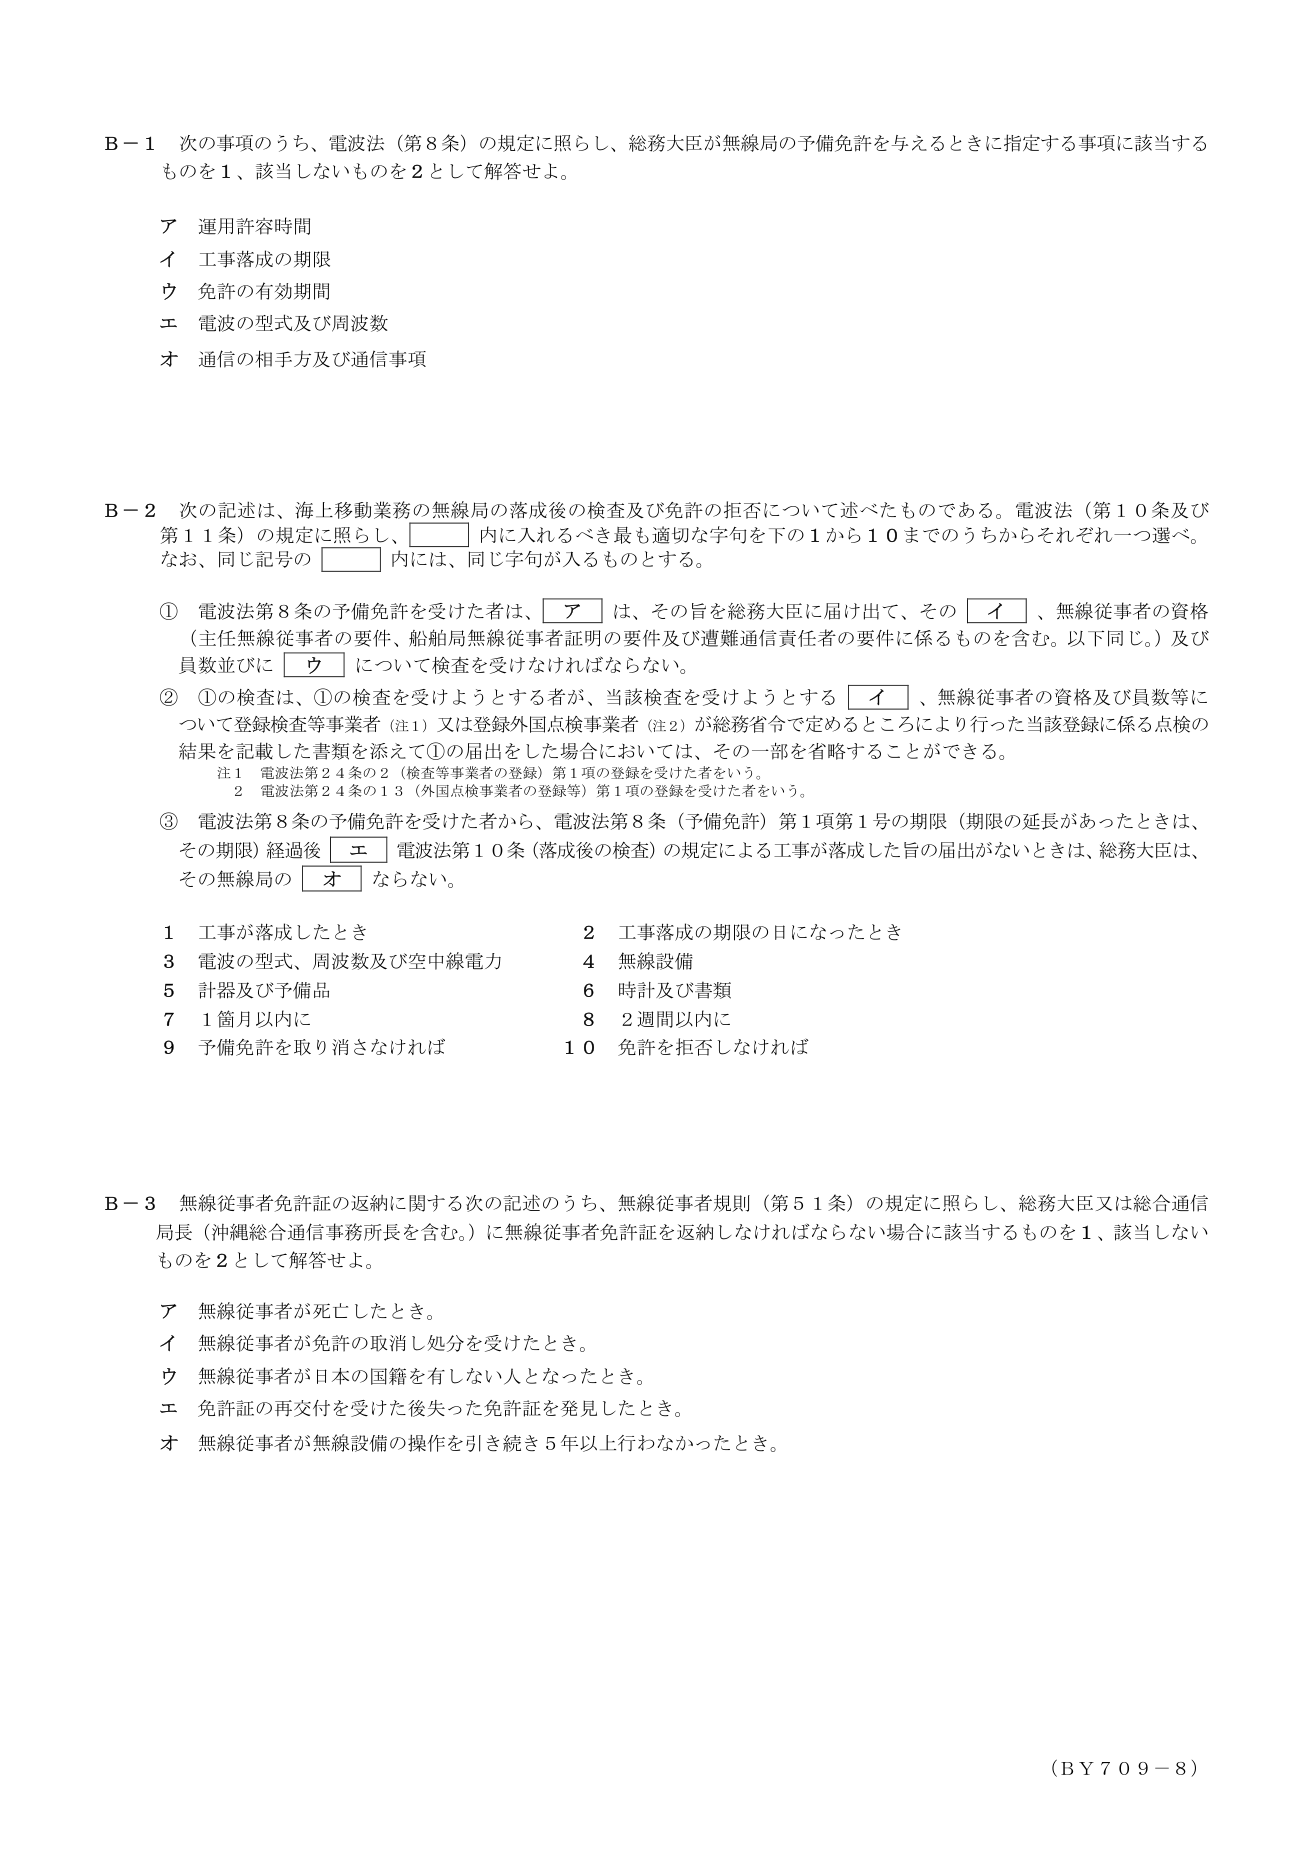 Ｂ－１　次の事項のうち、電波法（第８条）の規定に照らし、総務大臣が無線局の予備免許を与えるときに指定する事項に該当する
ものを１、該当しないものを２として解答せよ。
ア　運用許容時間
イ　工事落成の期限
ウ　免許の有効期間
エ　電波の型式及び周波数
オ　通信の相手方及び通信事項
Ｂ－２　次の記述は、海上移動業務の無線局の落成後の検査及び免許の拒否について述べたものである。電波法（第１０条及び
第１１条）の規定に照らし、　　　内に入れるべき最も適切な字句を下の１から１０までのうちからそれぞれ一つ選べ。
なお、同じ記号の　　　内には、同じ字句が入るものとする。
①　電波法第８条の予備免許を受けた者は、　ア　は、その旨を総務大臣に届け出て、その　イ　、無線従事者の資格
（主任無線従事者の要件、船舶局無線従事者証明の要件及び遭難通信責任者の要件に係るものを含む。以下同じ。）及び
員数並びに　ウ　について検査を受けなければならない。
②　①の検査は、①の検査を受けようとする者が、当該検査を受けようとする　イ　、無線従事者の資格及び員数等に
ついて登録検査等事業者（注１）又は登録外国点検事業者（注２）が総務省令で定めるところにより行った当該登録に係る点検の
結果を記載した書類を添えて①の届出をした場合においては、その一部を省略することができる。
注１　電波法第２４条の２（検査等事業者の登録）第１項の登録を受けた者をいう。
２　電波法第２４条の１３（外国点検事業者の登録等）第１項の登録を受けた者をいう。
③　電波法第８条の予備免許を受けた者から、電波法第８条（予備免許）第１項第１号の期限（期限の延長があったときは、
その期限）経過後　エ　電波法第１０条（落成後の検査）の規定による工事が落成した旨の届出がないときは、総務大臣は、
その無線局の　オ　ならない。
１　工事が落成したとき　　２　工事落成の期限の日になったとき
３　電波の型式、周波数及び空中線電力　　４　無線設備
５　計器及び予備品　　６　時計及び書類
７　１箇月以内に　　８　２週間以内に
９　予備免許を取り消さなければ　　１０　免許を拒否しなければ
Ｂ－３　無線従事者免許証の返納に関する次の記述のうち、無線従事者規則（第５１条）の規定に照らし、総務大臣又は総合通信
局長（沖縄総合通信事務所長を含む。）に無線従事者免許証を返納しなければならない場合に該当するものを１、該当しない
ものを２として解答せよ。
ア　無線従事者が死亡したとき。
イ　無線従事者が免許の取消し処分を受けたとき。
ウ　無線従事者が日本の国籍を有しない人となったとき。
エ　免許証の再交付を受けた後失った免許証を発見したとき。
オ　無線従事者が無線設備の操作を引き続き５年以上行わなかったとき。
（ＢＹ７０９－８）